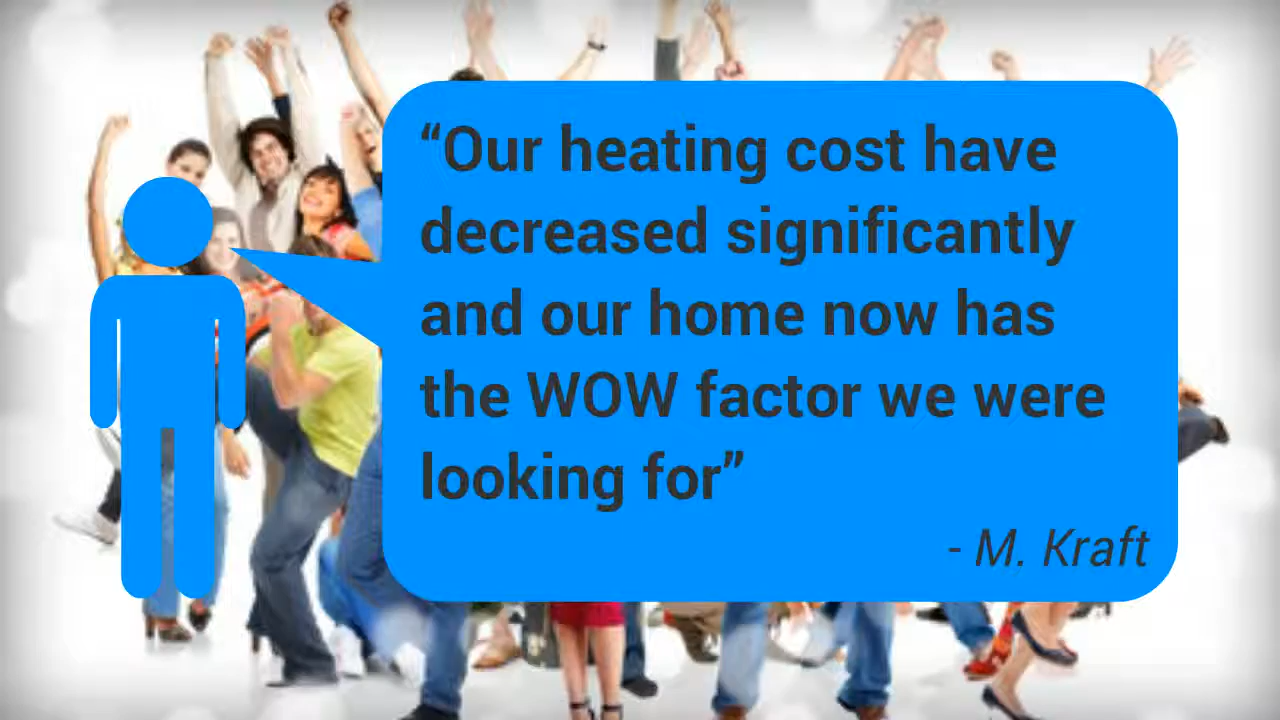 “Our heating cost have
decreased significantly
and our home now has
the WOW factor we were
looking for”
- M. Kraft